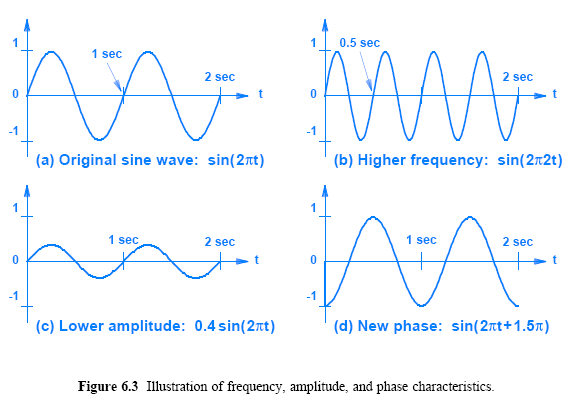 1
0
-1
1 sec
2 sec
t
(a) Original sine wave: sin(2πt)
1
0
-1
0.5 sec
2 sec
t
(b) Higher frequency: sin(2π2t)
1
0
-1
1 sec
2 sec
t
(c) Lower amplitude: 0.4 sin(2πt)
1
0
-1
1 sec
2 sec
t
(d) New phase: sin(2πt+1.5π)
Figure 6.3 Illustration of frequency, amplitude, and phase characteristics.